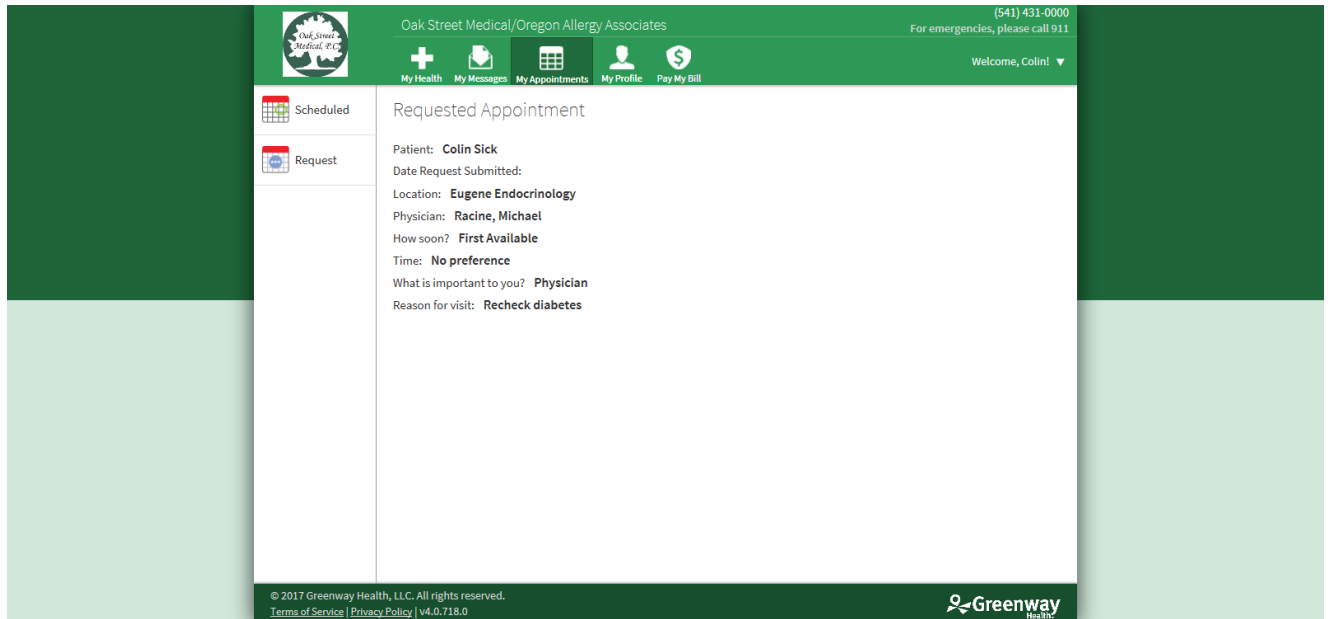 (541) 431-0000
Oak Street
Medical, P.C.
Oak Street Medical/Oregon Allergy Associates
For emergencies, please call 911
My Health My Messages My Appointments My Profile Pay My Bill
Welcome, Colin! ▼
Scheduled
Request
Requested Appointment
Patient: Colin Sick
Date Request Submitted:
Location: Eugene Endocrinology
Physician: Racine, Michael
How soon? First Available
Time: No preference
What is important to you? Physician
Reason for visit: Recheck diabetes
© 2017 Greenway Health, LLC. All rights reserved.
Terms of Service | Privacy Policy | v4.0.718.0
Greenway
Health